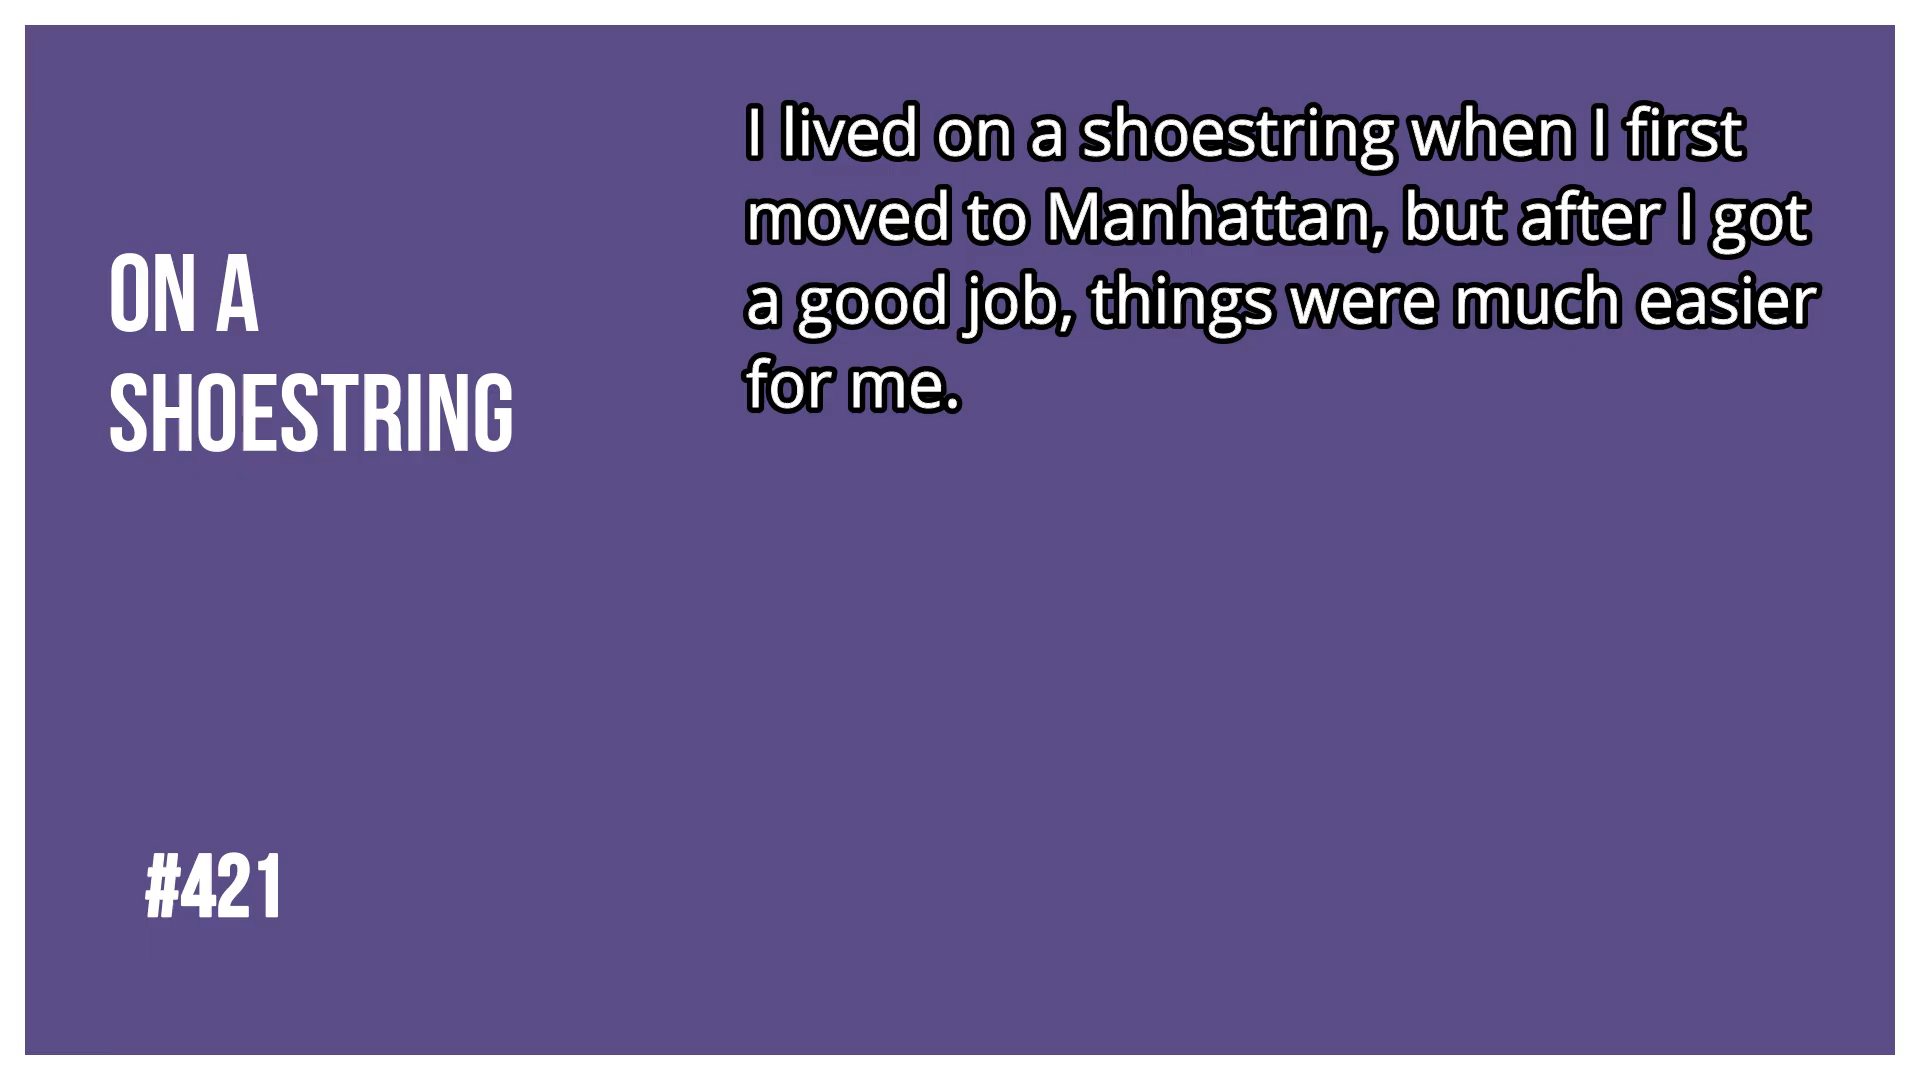 ON A
SHOESTRING
#421
I lived on a shoestring when I first
moved to Manhattan, but after I got
a good job, things were much easier
for me.